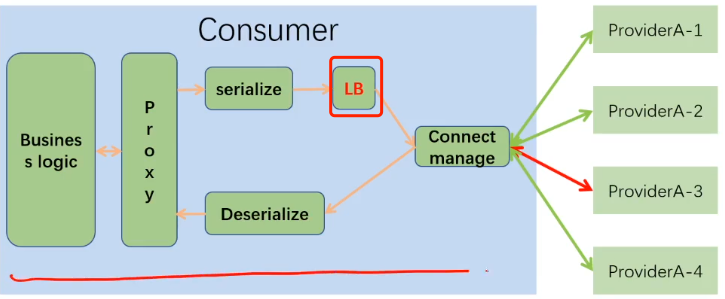 Consumer
Busines
s logic
P
r
o
x
y
serialize
LB
Connect
manage
Deserialize
ProviderA-1
ProviderA-2
ProviderA-3
ProviderA-4